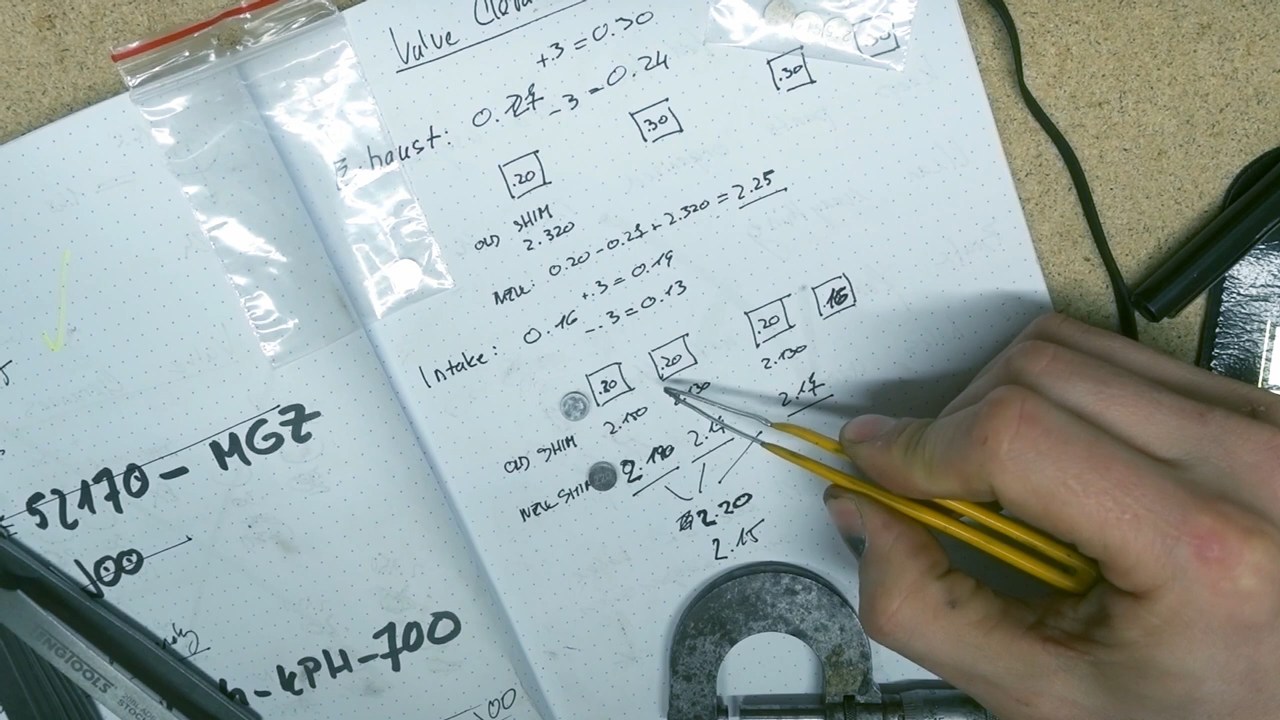 Valve
+.3 = 0.30
Exhaust: 0.27
-.3 = 0.24
20
30
.30
OLD SHIM
2.320
NEW: 0.20 - 0.27 + 2.320 = 2.25
+.3 = 0.19
Intake: 0.16
-.3 = 0.13
.20
.20
.20
.16
OLD SHIM
2.150
2.130
2.130
NEW SHIM
2.190
2.17
2.20
2.15
52170 - MGZ
100
KPH-700
00